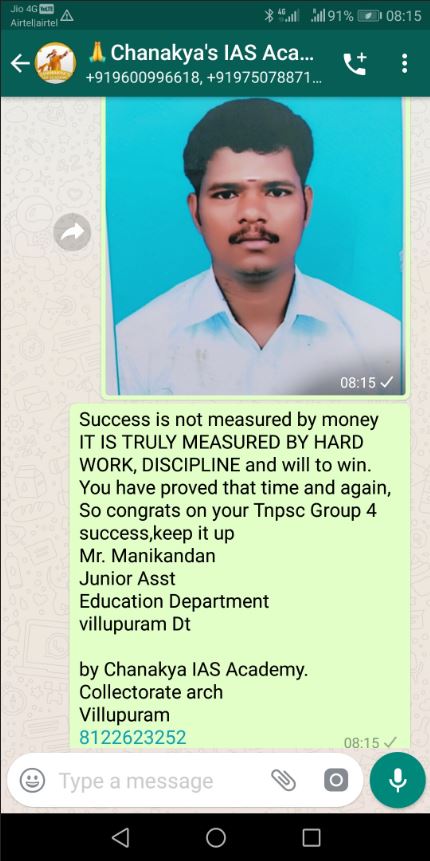 Jio 4G VoLTE
Airtel|airtel
4G
91%
08:15
🙏 Chanakya's IAS Aca...
+919600996618, +91975078871...
08:15
Success is not measured by money
IT IS TRULY MEASURED BY HARD
WORK, DISCIPLINE and will to win.
You have proved that time and again,
So congrats on your Tnpsc Group 4
success,keep it up
Mr. Manikandan
Junior Asst
Education Department
villupuram Dt
by Chanakya IAS Academy.
Collectorate arch
Villupuram
8122623252
08:15
Type a message